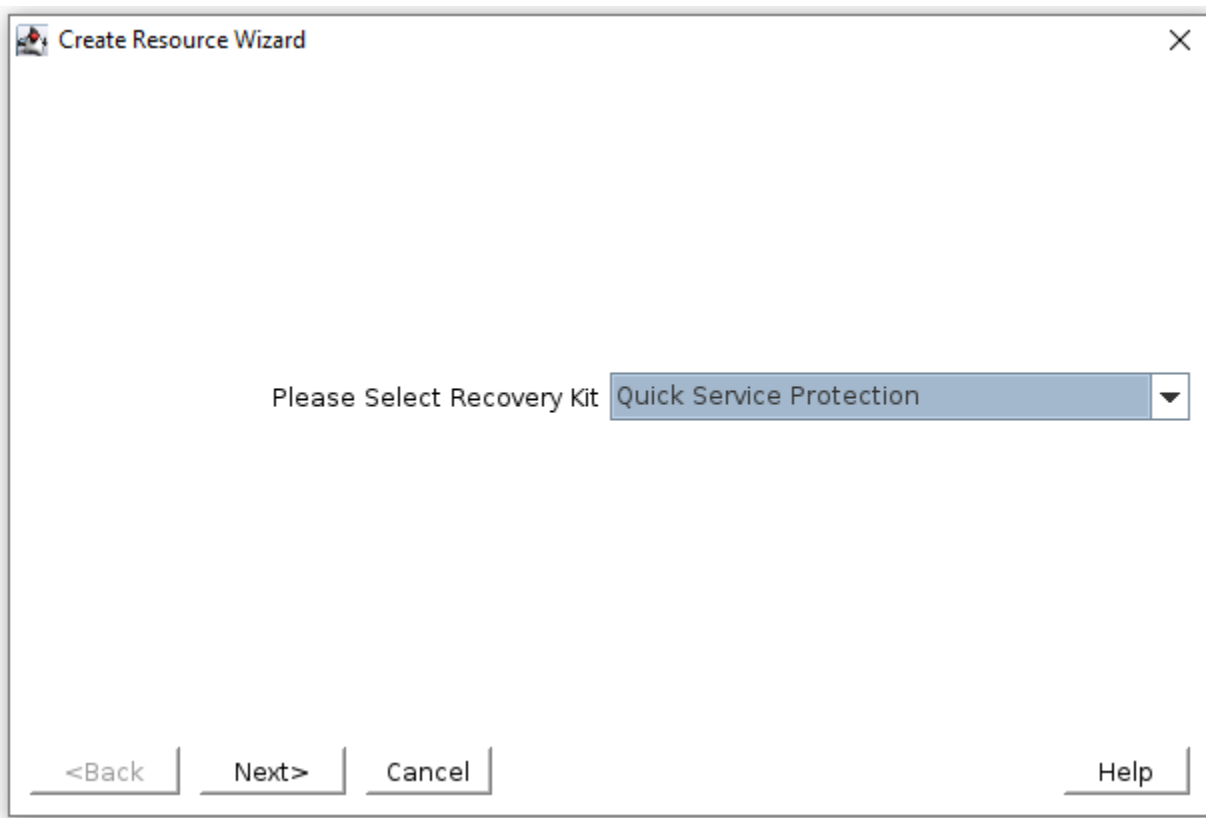 Create Resource Wizard
Please Select Recovery Kit Quick Service Protection
<Back Next> Cancel Help